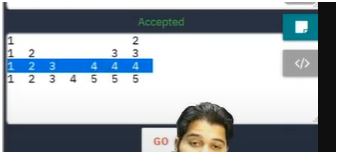 Accepted
1 2
1 2 3 3
1 2 3 4 4 4
1 2 3 4 5 5 5
</>
GO